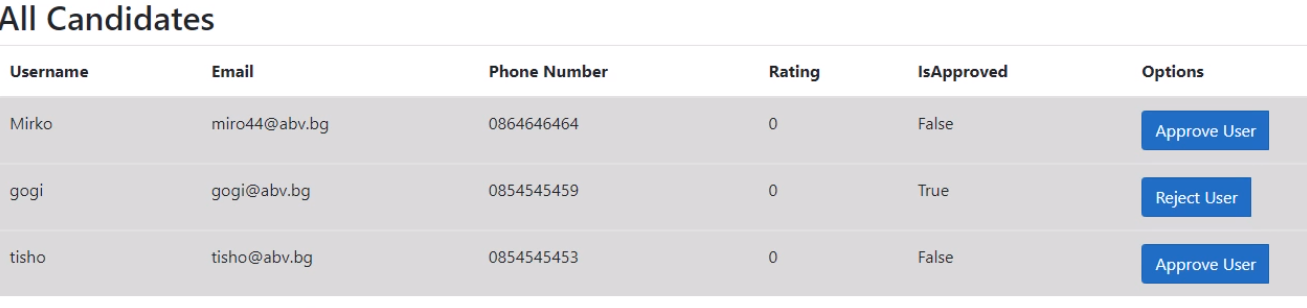 All Candidates
Username Email Phone Number Rating IsApproved Options
Mirko miro44@abv.bg 0864646464 0 False Approve User
gogi gogi@abv.bg 0854545459 0 True Reject User
tisho tisho@abv.bg 0854545453 0 False Approve User